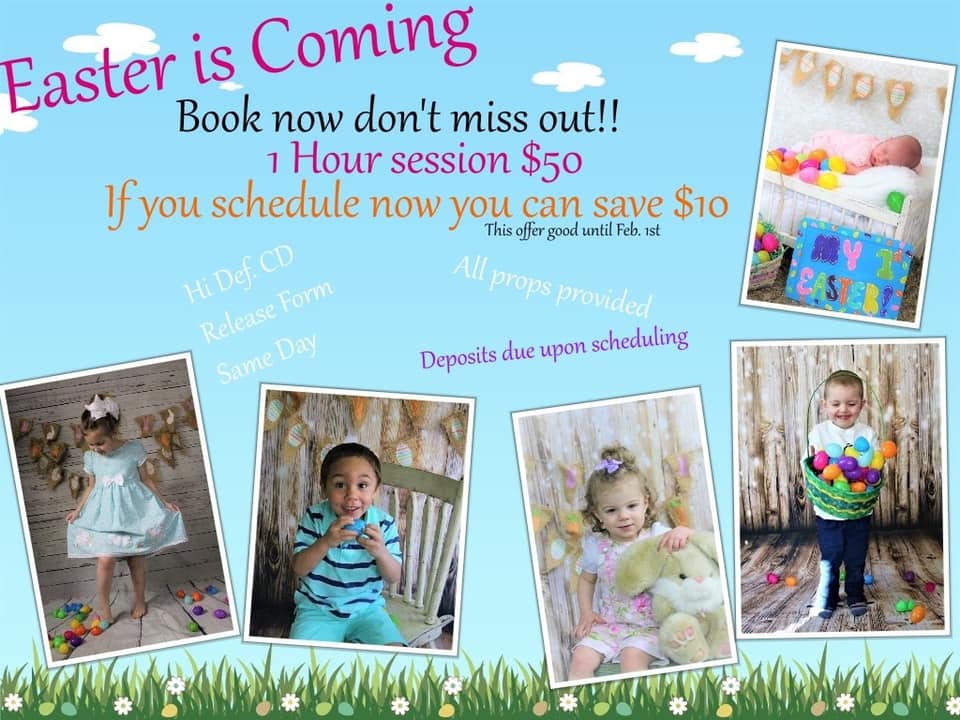 Easter is Coming
Book now don't miss out!!
1 Hour session $50
If you schedule now you can save $10
This offer good until Feb. 1st
Hi Def. CD
Release Form
Same Day
All props provided
Deposits due upon scheduling
MY 1st
EASTER!